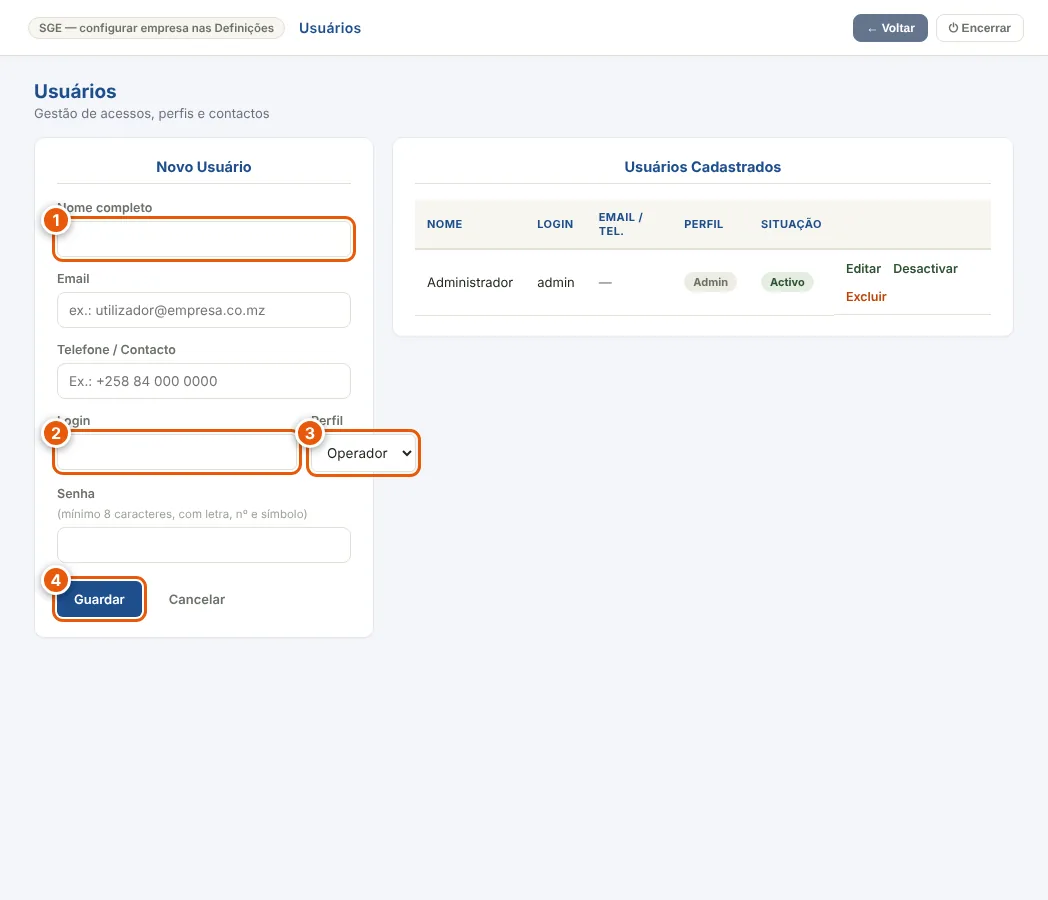 SGE — configurar empresa nas Definições
Usuários
← Voltar
Encerrar
Usuários
Gestão de acessos, perfis e contactos
Novo Usuário
Nome completo
1
Email
ex.: utilizador@empresa.co.mz
Telefone / Contacto
Ex.: +258 84 000 0000
Login
Perfil
2
3
Operador
Senha
(mínimo 8 caracteres, com letra, nº e símbolo)
4
Guardar
Cancelar
Usuários Cadastrados
NOME LOGIN EMAIL / TEL. PERFIL SITUAÇÃO
Administrador admin — Admin Activo Editar Desactivar
Excluir